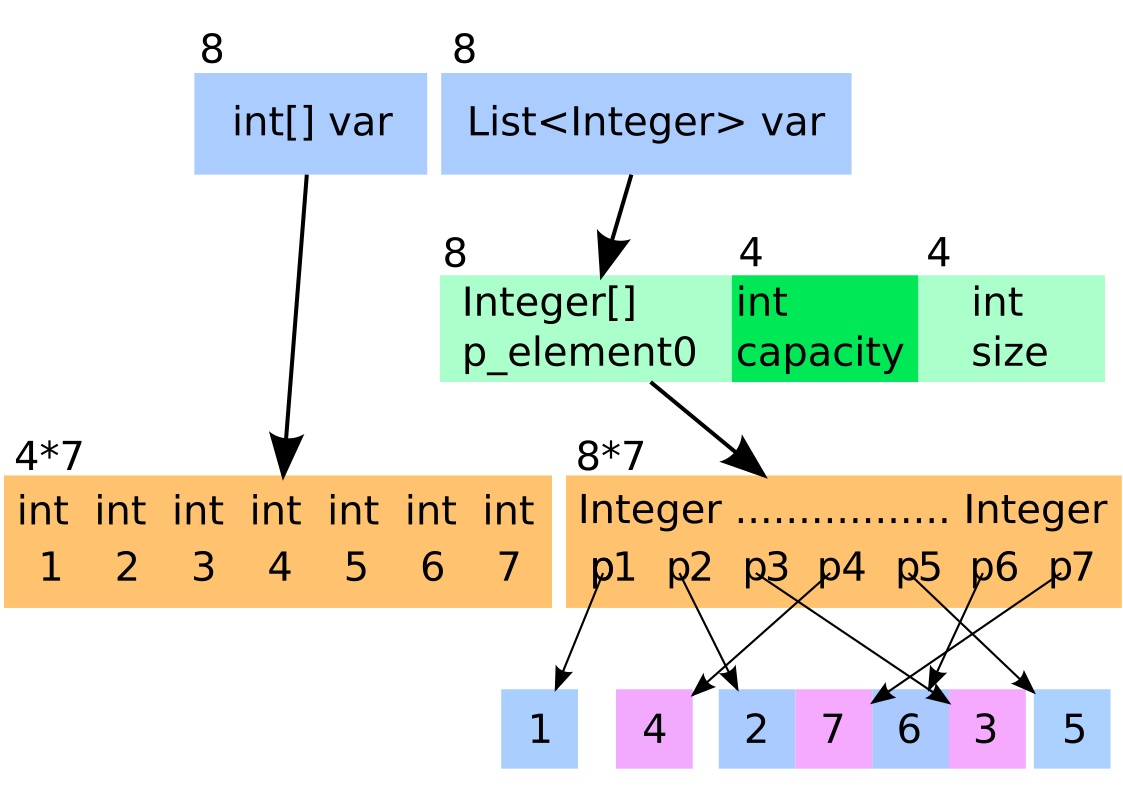 8 8
int[] var List<Integer> var
8 4 4
Integer[] int int
p_element0 capacity size
4*7 8*7
int int int int int int int Integer ................. Integer
1 2 3 4 5 6 7 p1 p2 p3 p4 p5 p6 p7
1 4 2 7 6 3 5